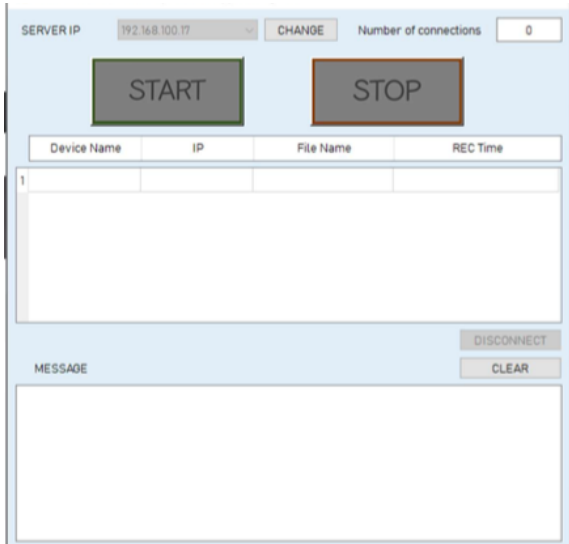 SERVER IP 192.168.100.17 CHANGE Number of connections 0
START STOP
Device Name IP File Name REC Time
1
DISCONNECT
MESSAGE CLEAR